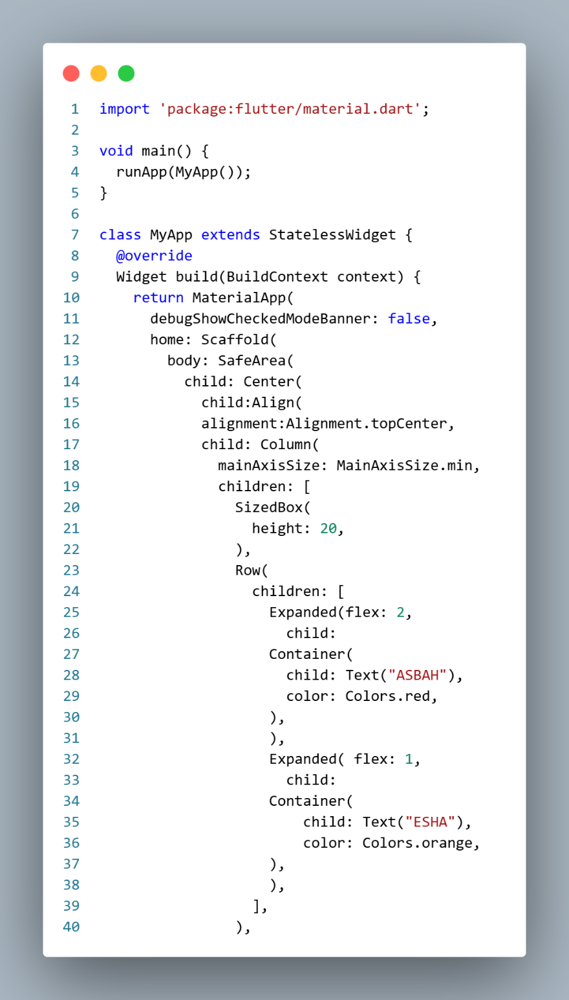 1 import 'package:flutter/material.dart';
2
3 void main() {
4   runApp(MyApp());
5 }
6
7 class MyApp extends StatelessWidget {
8   @override
9   Widget build(BuildContext context) {
10     return MaterialApp(
11       debugShowCheckedModeBanner: false,
12       home: Scaffold(
13         body: SafeArea(
14           child: Center(
15             child:Align(
16             alignment:Alignment.topCenter,
17             child: Column(
18               mainAxisSize: MainAxisSize.min,
19               children: [
20                 SizedBox(
21                   height: 20,
22                 ),
23                 Row(
24                   children: [
25                     Expanded(flex: 2,
26                       child:
27                     Container(
28                       child: Text("ASBAH"),
29                       color: Colors.red,
30                     ),
31                     ),
32                     Expanded( flex: 1,
33                       child:
34                     Container(
35                         child: Text("ESHA"),
36                         color: Colors.orange,
37                     ),
38                     ),
39                   ],
40                 ),